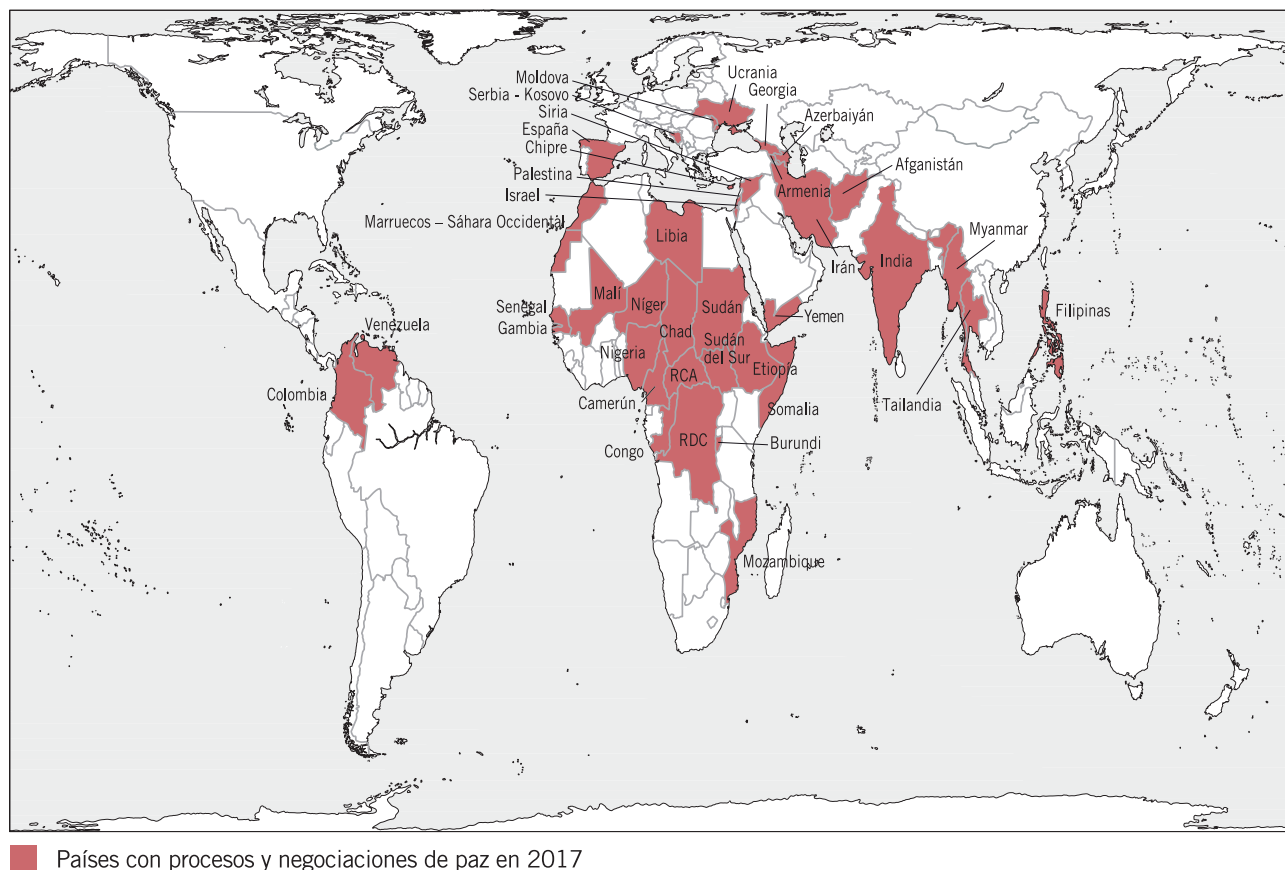 Moldova
Ucrania
Serbia - Kosovo
Georgia
Siria
Azerbaiyán
España
Chipre
Afganistán
Palestina
Armenia
Israel
Marruecos – Sáhara Occidental
Libia
Myanmar
Irán
India
Malí
Níger
Sudán
Senegal
Yemen
Filipinas
Gambia
Chad
Venezuela
Sudán
del Sur
Nigeria
Etiopía
RCA
Colombia
Camerún
Tailandia
Somalia
RDC
Burundi
Congo
Mozambique
Países con procesos y negociaciones de paz en 2017